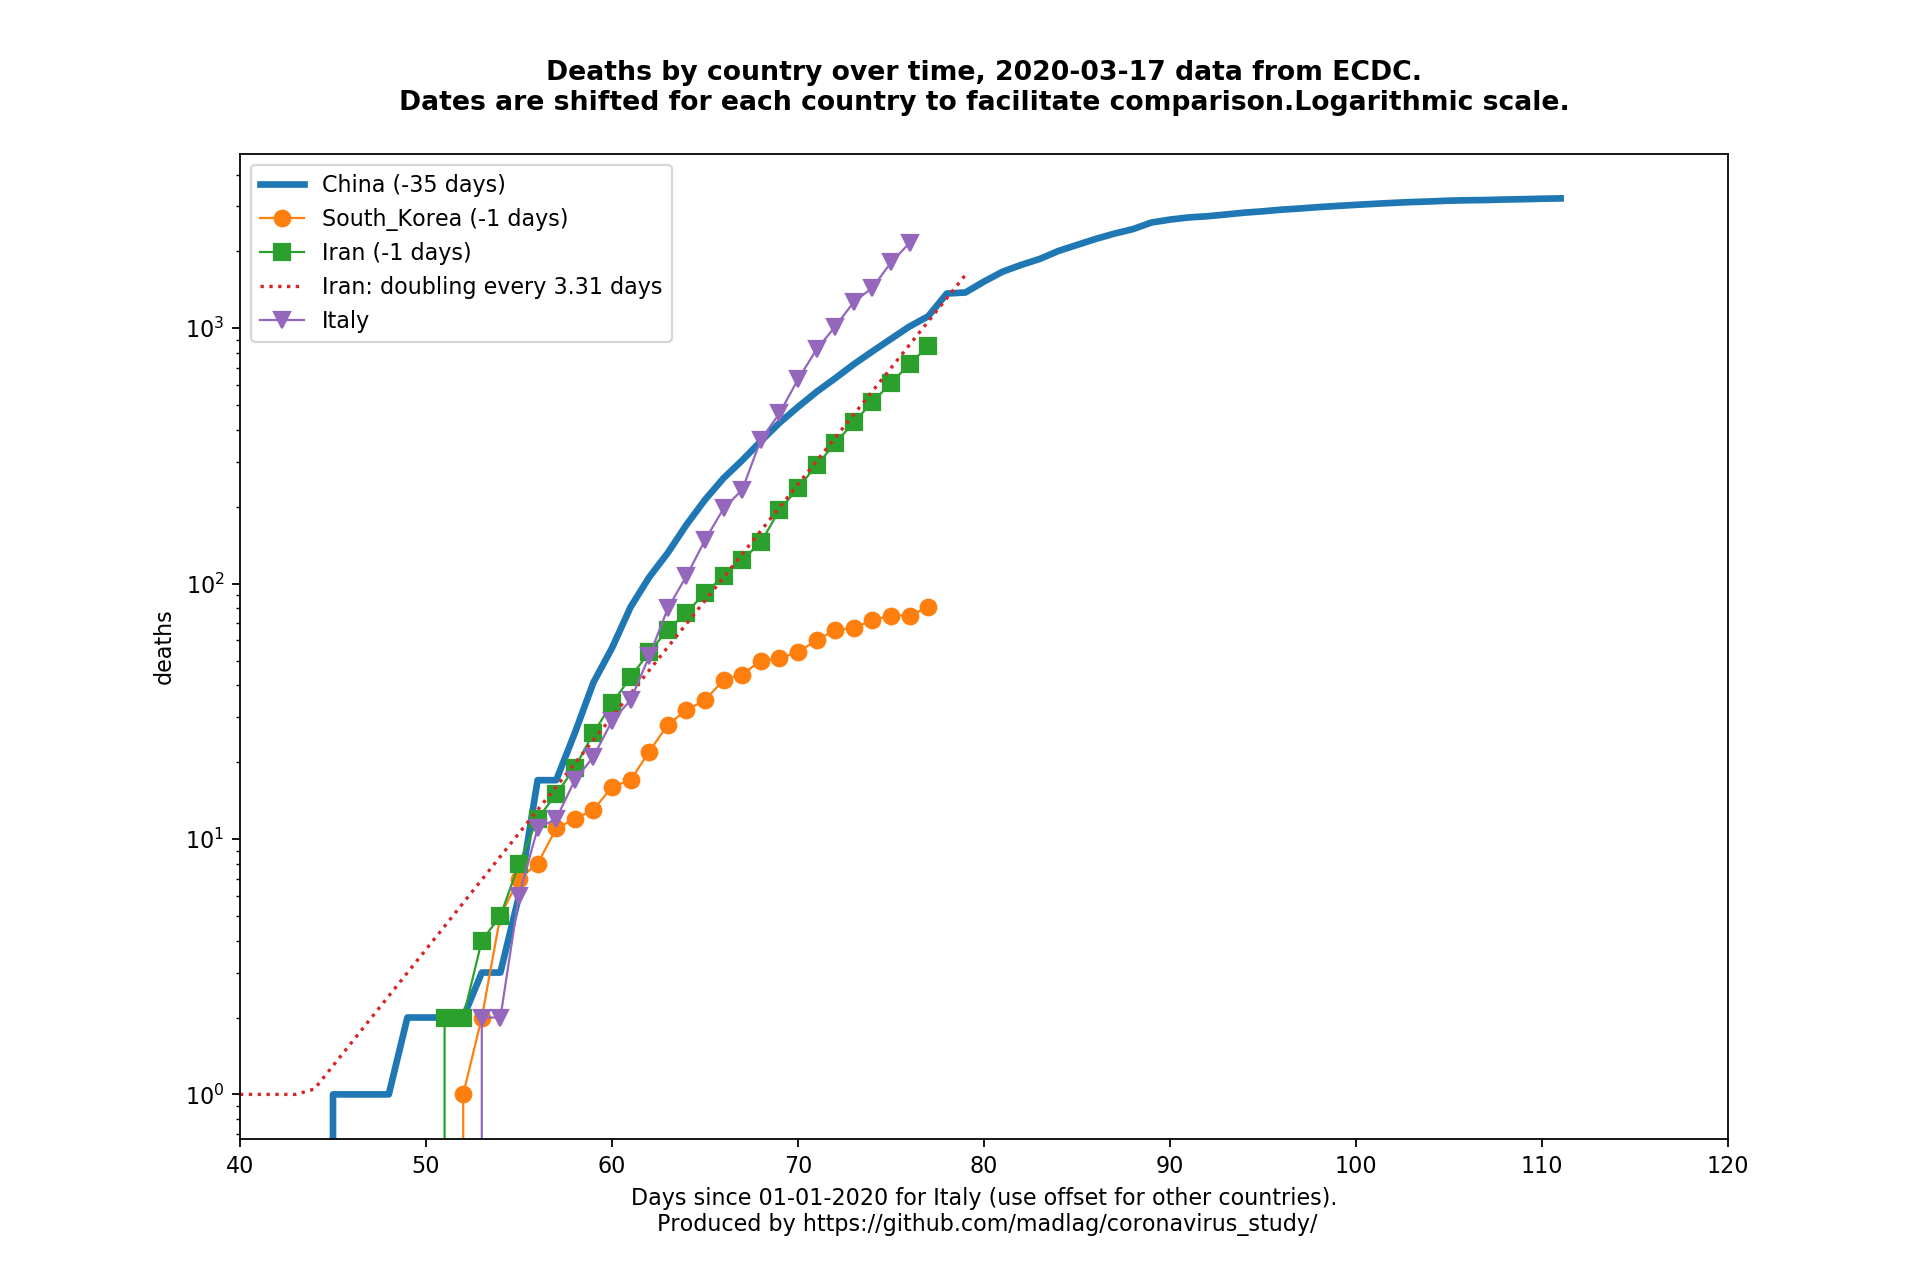 Deaths by country over time, 2020-03-17 data from ECDC.
Dates are shifted for each country to facilitate comparison.Logarithmic scale.
China (-35 days)
South_Korea (-1 days)
Iran (-1 days)
Iran: doubling every 3.31 days
Italy
10³
10²
10¹
10⁰
deaths
40 50 60 70 80 90 100 110 120
Days since 01-01-2020 for Italy (use offset for other countries).
Produced by https://github.com/madlag/coronavirus_study/